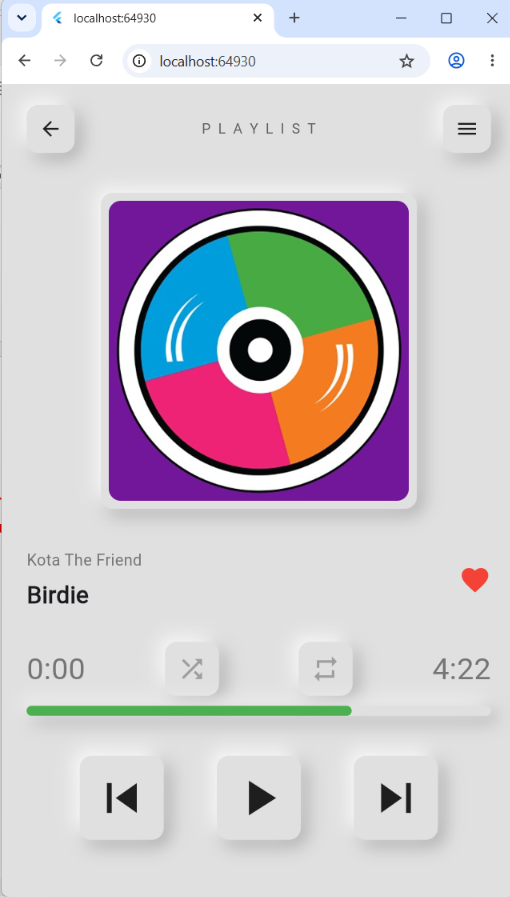 localhost:64930
localhost:64930
PLAYLIST
Kota The Friend
Birdie
0:00
4:22